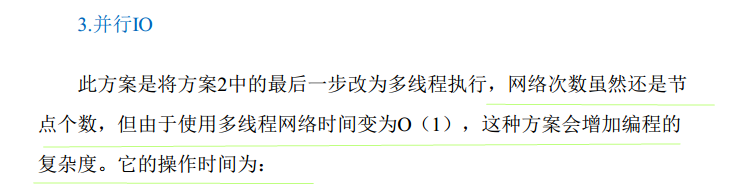 3.并行IO
此方案是将方案2中的最后一步改为多线程执行，网络次数虽然还是节
点个数，但由于使用多线程网络时间变为O（1），这种方案会增加编程的
复杂度。它的操作时间为：